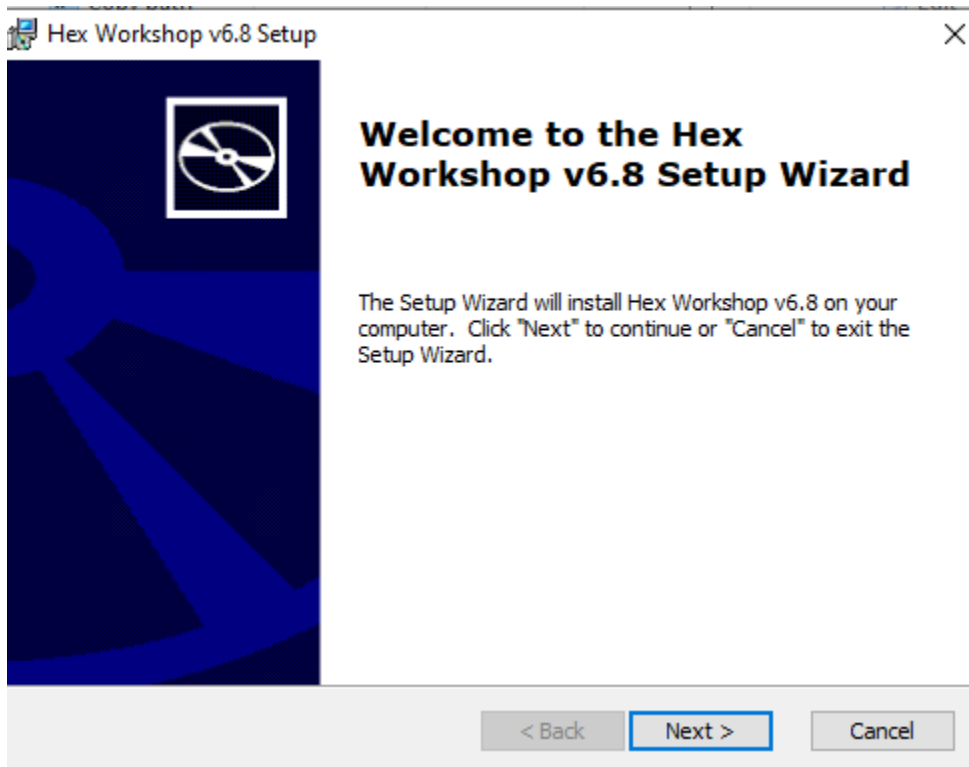 Hex Workshop v6.8 Setup
Welcome to the Hex
Workshop v6.8 Setup Wizard
The Setup Wizard will install Hex Workshop v6.8 on your
computer.  Click "Next" to continue or "Cancel" to exit the
Setup Wizard.
< Back
Next >
Cancel